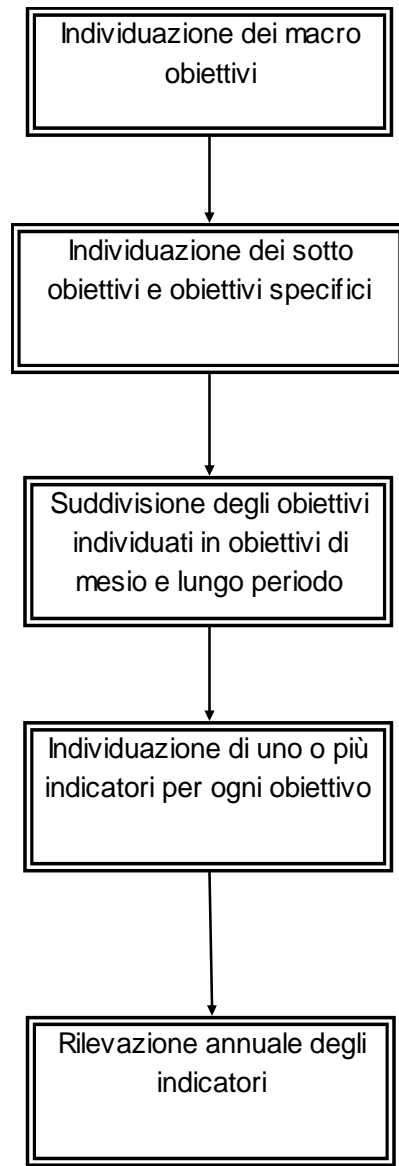 Individuazione dei macro
obiettivi
Individuazione dei sotto
obiettivi e obiettivi specifici
Suddivisione degli obiettivi
individuati in obiettivi di
mesio e lungo periodo
Individuazione di uno o più
indicatori per ogni obiettivo
Rilevazione annuale degli
indicatori